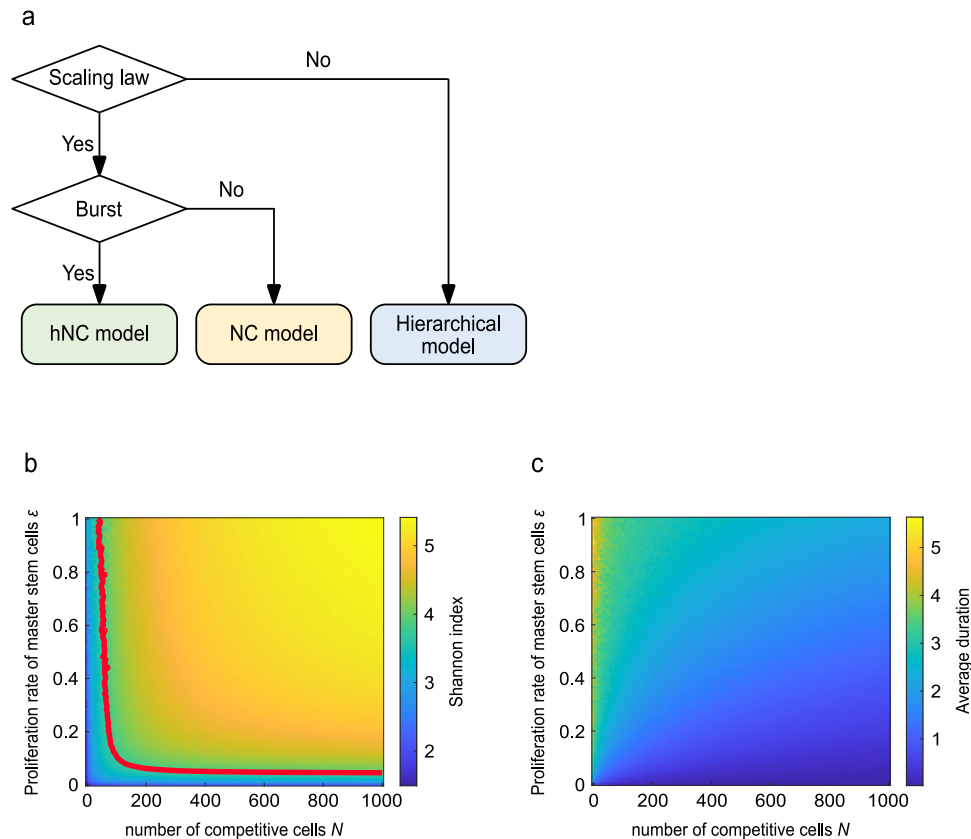 a
Scaling law
No
Yes
Burst
No
Yes
hNC model
NC model
Hierarchical
model
b
Proliferation rate of master stem cells ε
1
0.8
0.6
0.4
0.2
0
0 200 400 600 800 1000
number of competitive cells N
5
4
3
2
Shannon index
c
Proliferation rate of master stem cells ε
1
0.8
0.6
0.4
0.2
0
0 200 400 600 800 1000
number of competitive cells N
5
4
3
2
1
Average duration